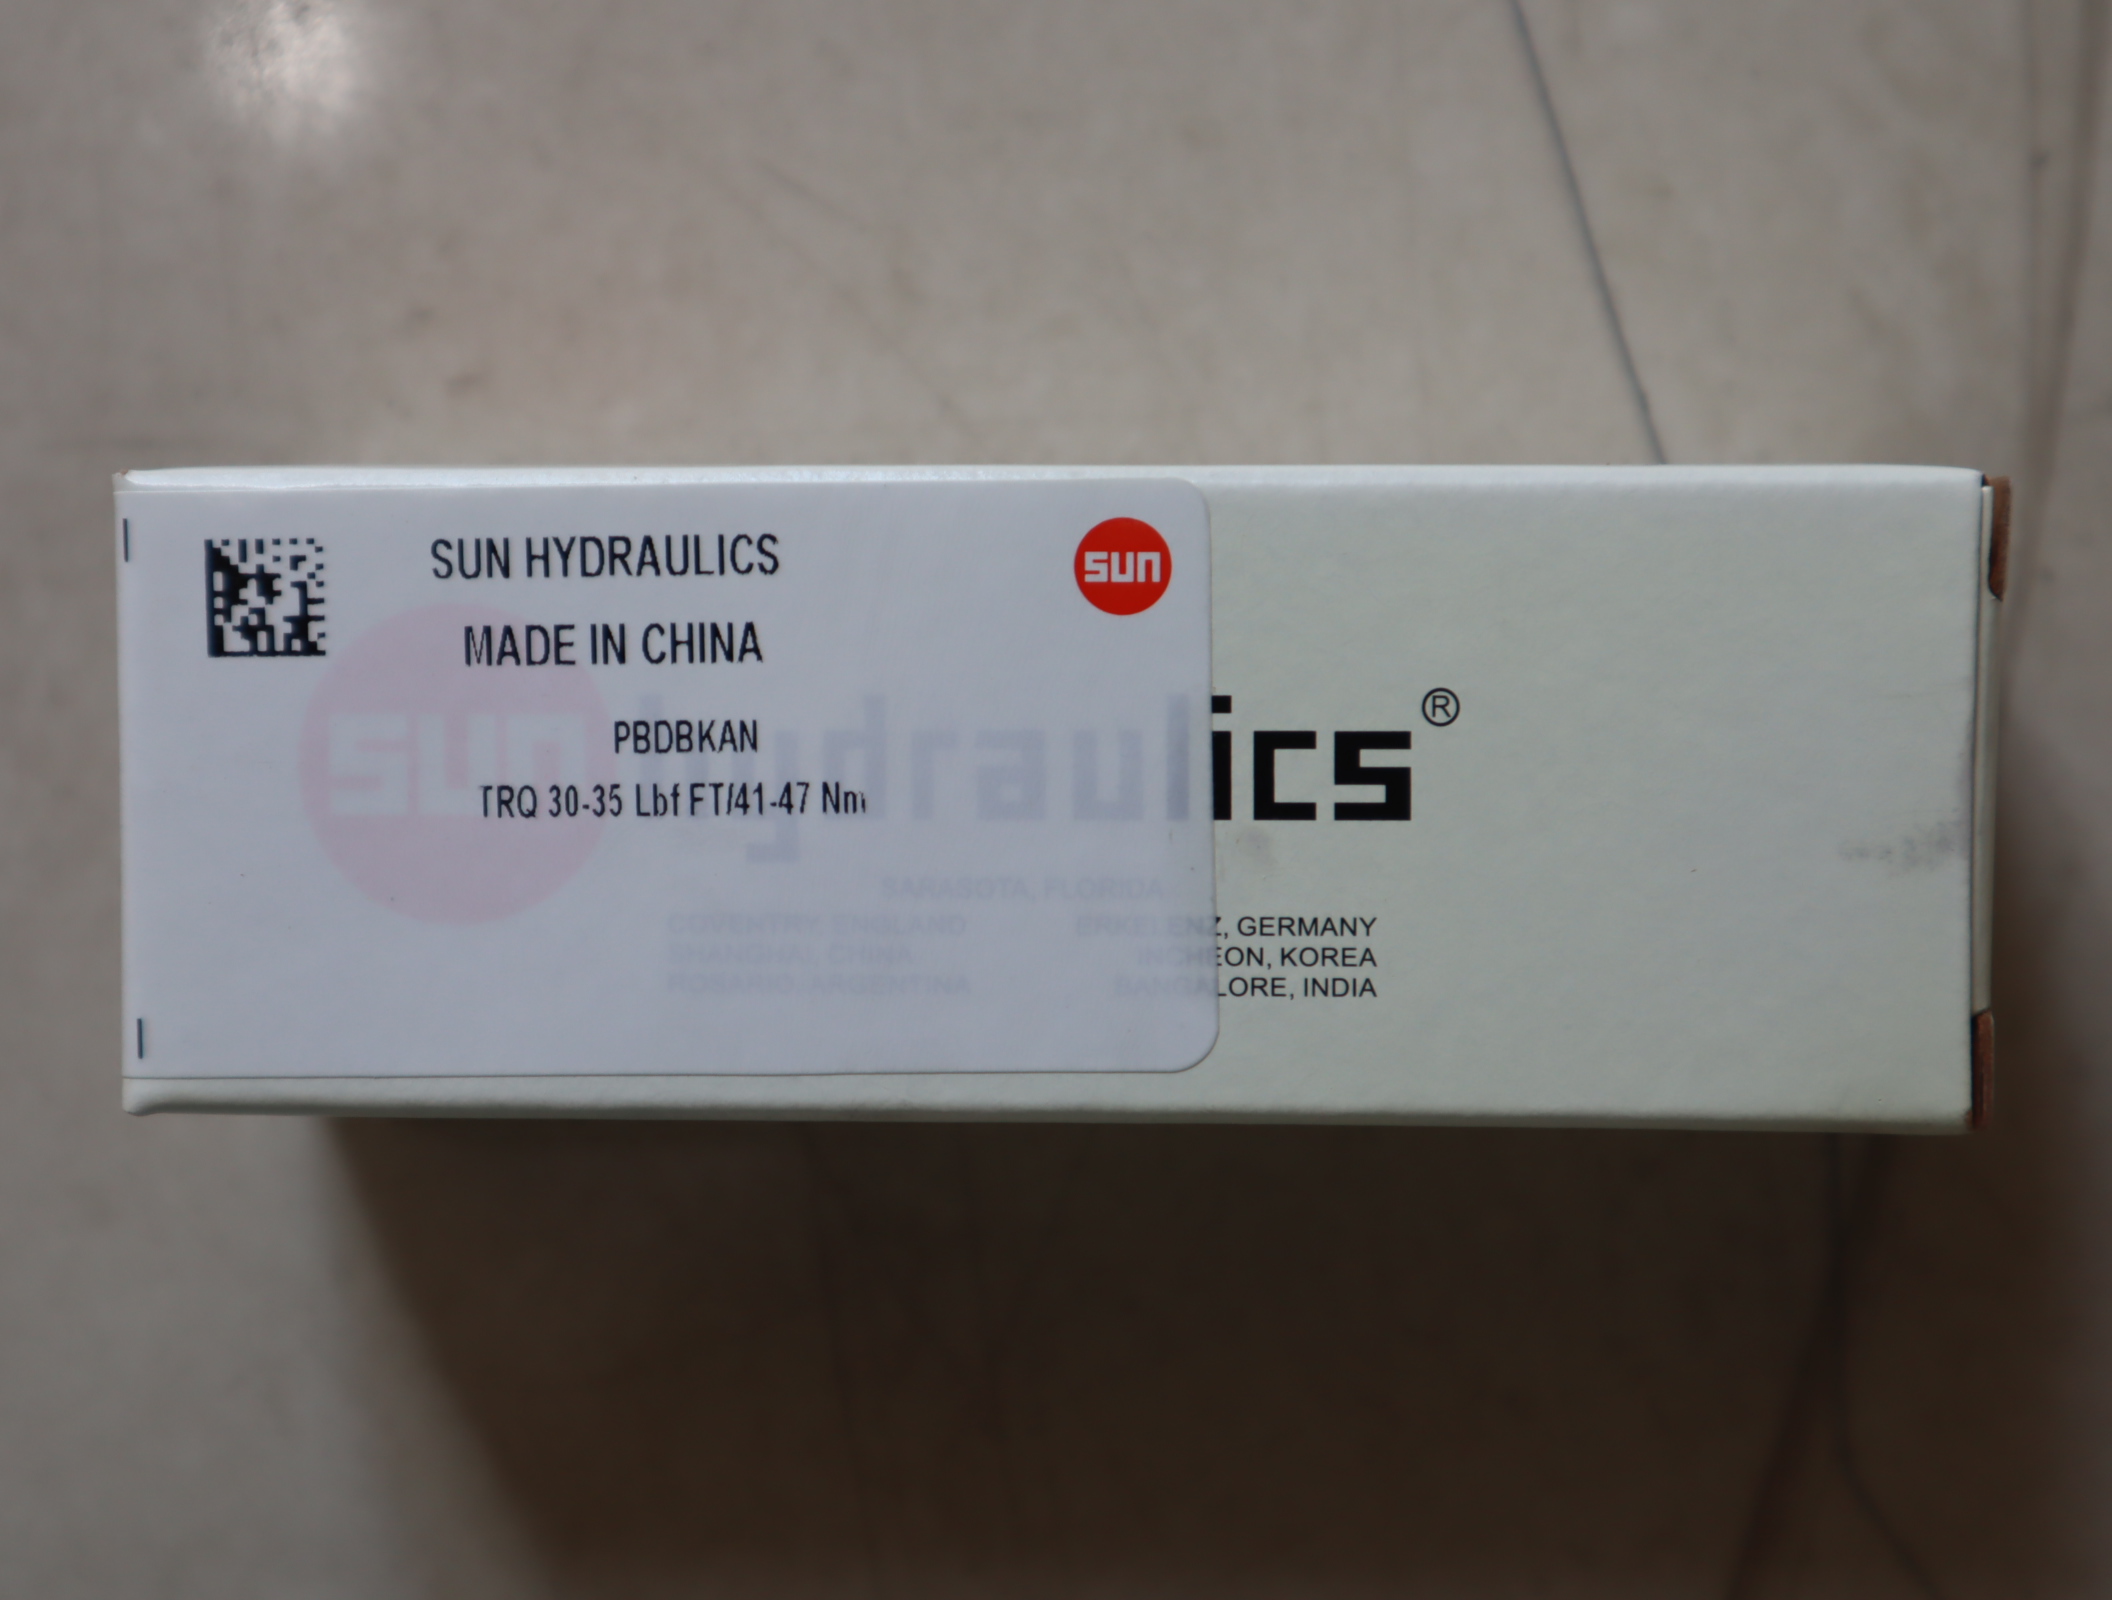 SUN HYDRAULICS
sun
MADE IN CHINA
PBDBKAN
TRQ 30-35 Lbf FT/41-47 Nm
sun hydraulics®
SARASOTA, FLORIDA
COVENTRY, ENGLAND ERKELENZ, GERMANY
SHANGHAI, CHINA INCHEON, KOREA
ROSARIO, ARGENTINA BANGALORE, INDIA